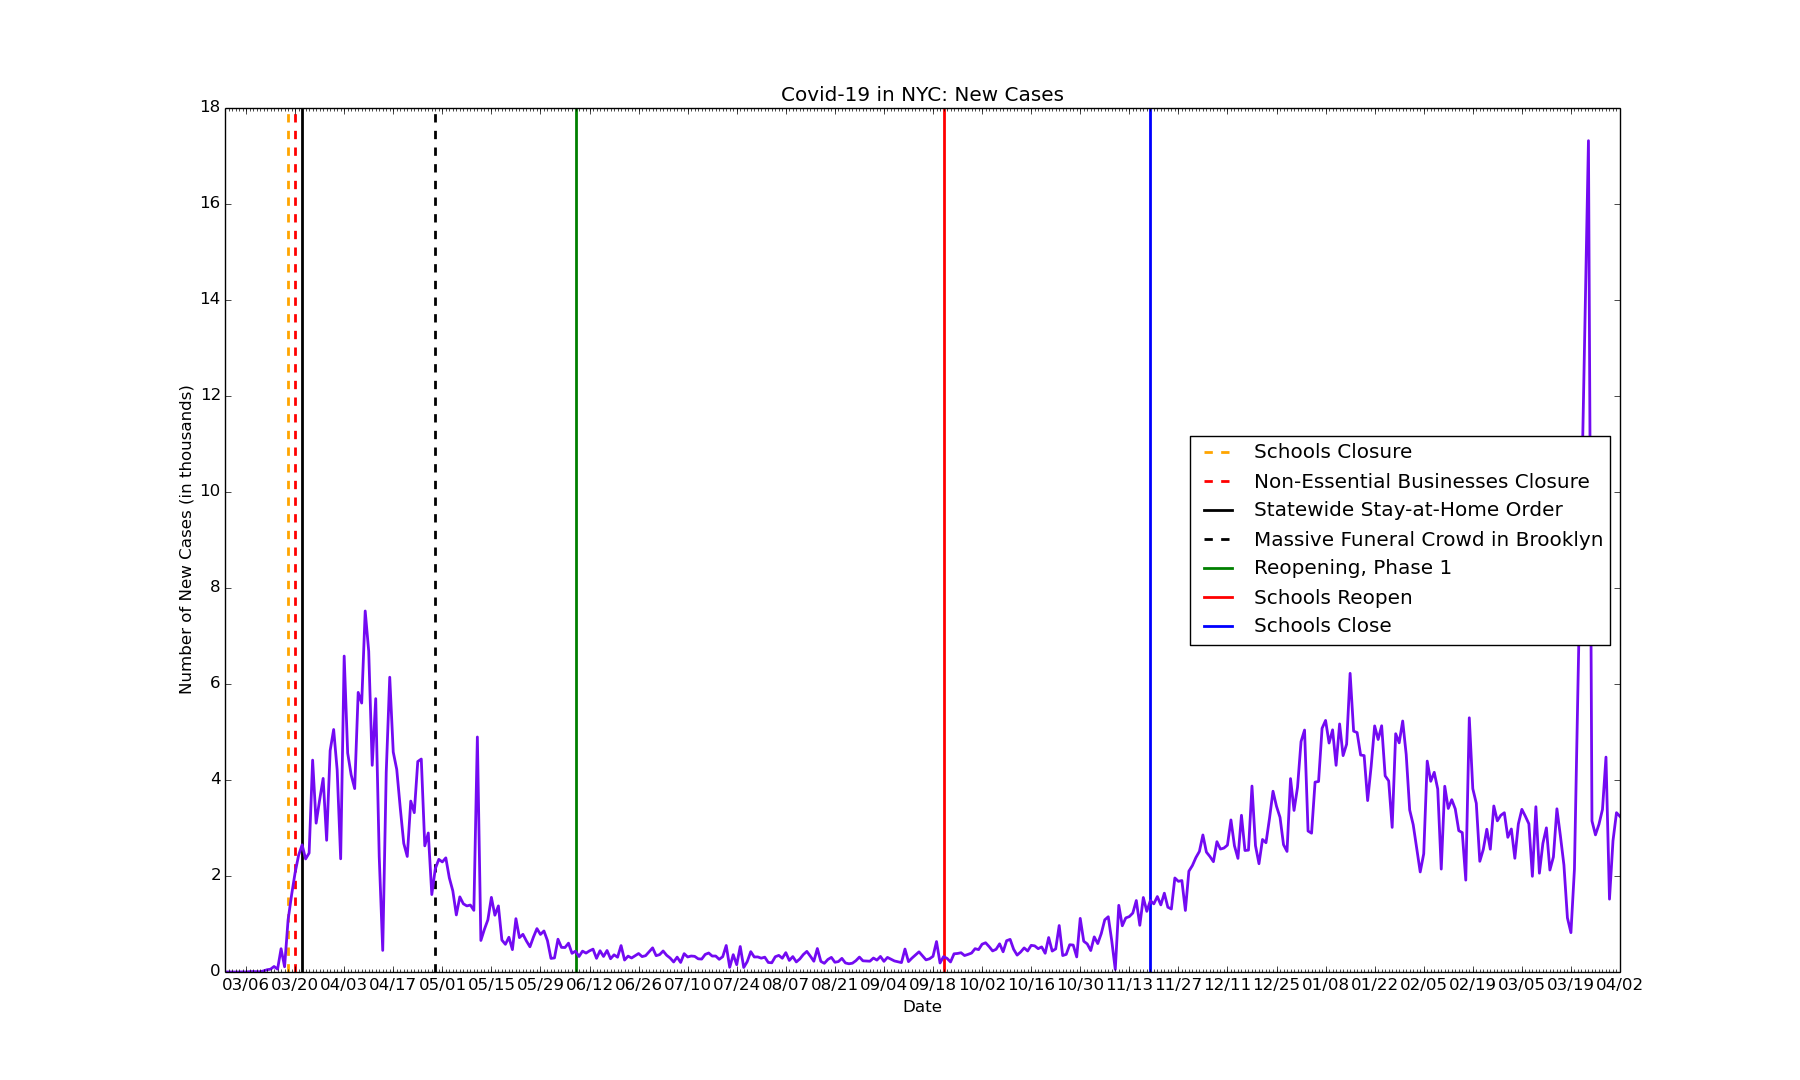 Covid-19 in NYC: New Cases
18
16
14
12
10
8
6
4
2
0
Number of New Cases (in thousands)
Schools Closure
Non-Essential Businesses Closure
Statewide Stay-at-Home Order
Massive Funeral Crowd in Brooklyn
Reopening, Phase 1
Schools Reopen
Schools Close
03/06 03/20 04/03 04/17 05/01 05/15 05/29 06/12 06/26 07/10 07/24 08/07 08/21 09/04 09/18 10/02 10/16 10/30 11/13 11/27 12/11 12/25 01/08 01/22 02/05 02/19 03/05 03/19 04/02
Date